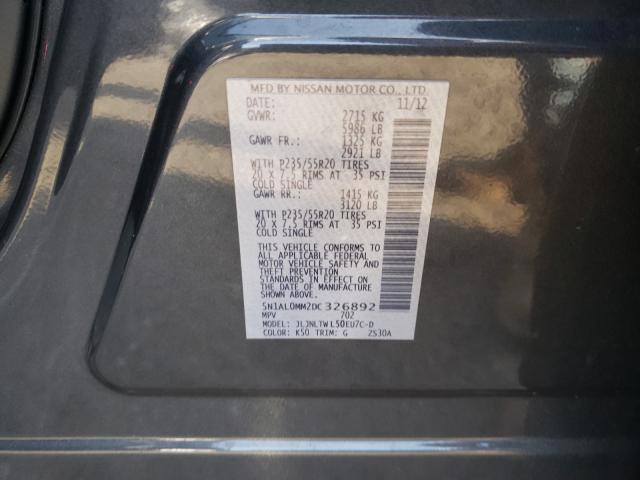 MFD BY NISSAN MOTOR CO., LTD.
DATE: 11/12
GVWR: 2715 KG
5986 LB
GAWR FR.: 1325 KG
2921 LB
WITH P235/55R20 TIRES
20 X 7.5 RIMS AT 35 PSI
COLD SINGLE
GAWR RR.: 1415 KG
3120 LB
WITH P235/55R20 TIRES
20 X 7.5 RIMS AT 35 PSI
COLD SINGLE
THIS VEHICLE CONFORMS TO
ALL APPLICABLE FEDERAL
MOTOR VEHICLE SAFETY AND
THEFT PREVENTION
STANDARDS IN EFFECT ON
THE DATE OF MANUFACTURE
SHOWN ABOVE
5N1AL0MM2DC326892
MPV 702
MODEL: JLJNLTWL50EU7C-D
COLOR: K50 TRIM: G 2S30A